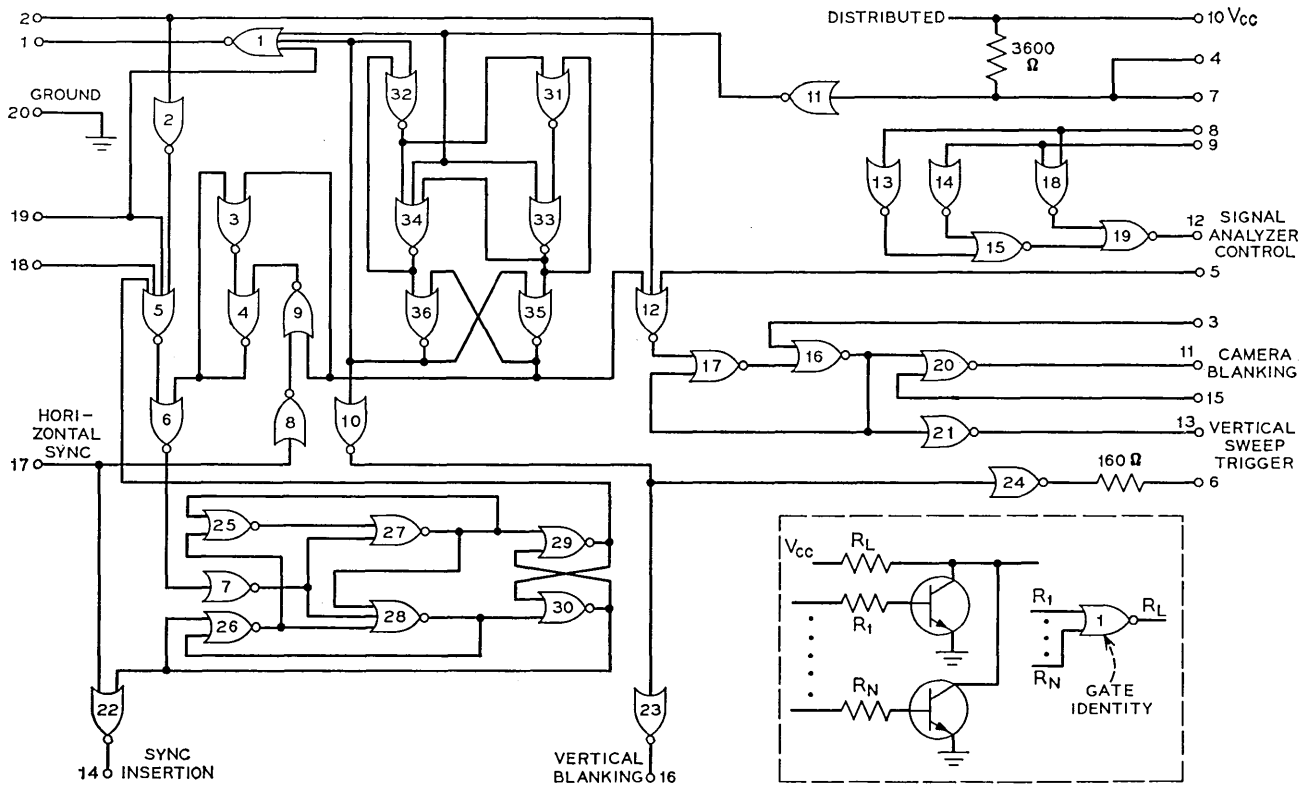 2
DISTRIBUTED
10 VCC
1
1
3600
Ω
4
32
31
11
7
GROUND
20
2
8
9
13
14
18
12 SIGNAL
ANALYZER
CONTROL
19
3
34
33
15
19
18
5
5
4
9
36
35
12
3
17
16
20
11 CAMERA
BLANKING
6
8
10
15
HORI-
ZONTAL
SYNC
17
21
13 VERTICAL
SWEEP
TRIGGER
160 Ω
24
6
25
27
29
7
28
30
26
VCC
RL
R1
RN
R1
1
RL
RN
GATE
IDENTITY
22
23
14
SYNC
INSERTION
VERTICAL
BLANKING 16